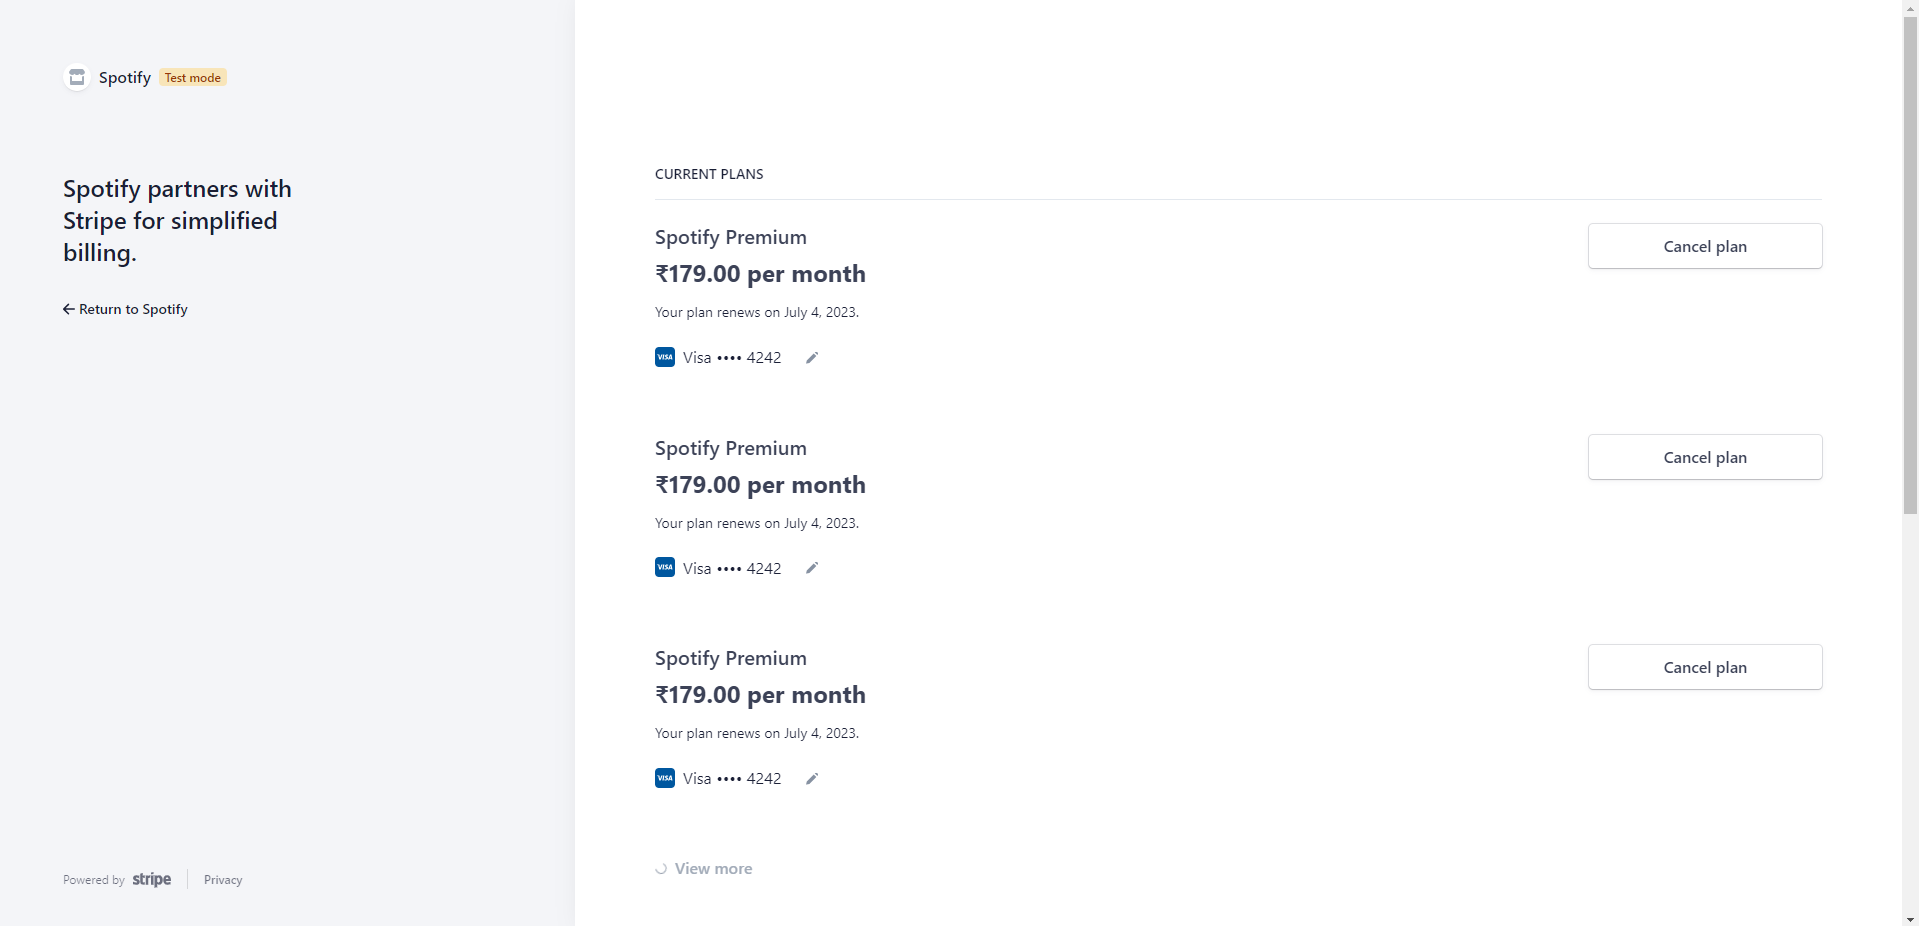 Spotify Test mode
Spotify partners with
Stripe for simplified
billing.
← Return to Spotify
Powered by stripe Privacy
CURRENT PLANS
Spotify Premium
₹179.00 per month
Your plan renews on July 4, 2023.
VISA Visa •••• 4242
Cancel plan
Spotify Premium
₹179.00 per month
Your plan renews on July 4, 2023.
VISA Visa •••• 4242
Cancel plan
Spotify Premium
₹179.00 per month
Your plan renews on July 4, 2023.
VISA Visa •••• 4242
Cancel plan
View more